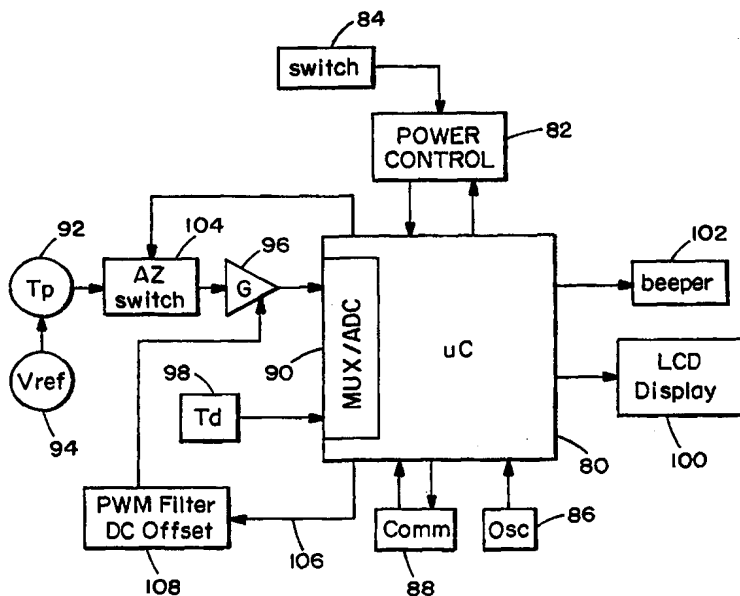 84
switch
POWER
CONTROL
82
92
104
96
102
Tp
AZ
switch
G
beeper
MUX/ADC
uC
90
Vref
94
98
Td
LCD
Display
80
100
PWM Filter
DC Offset
106
108
Comm
88
Osc
86